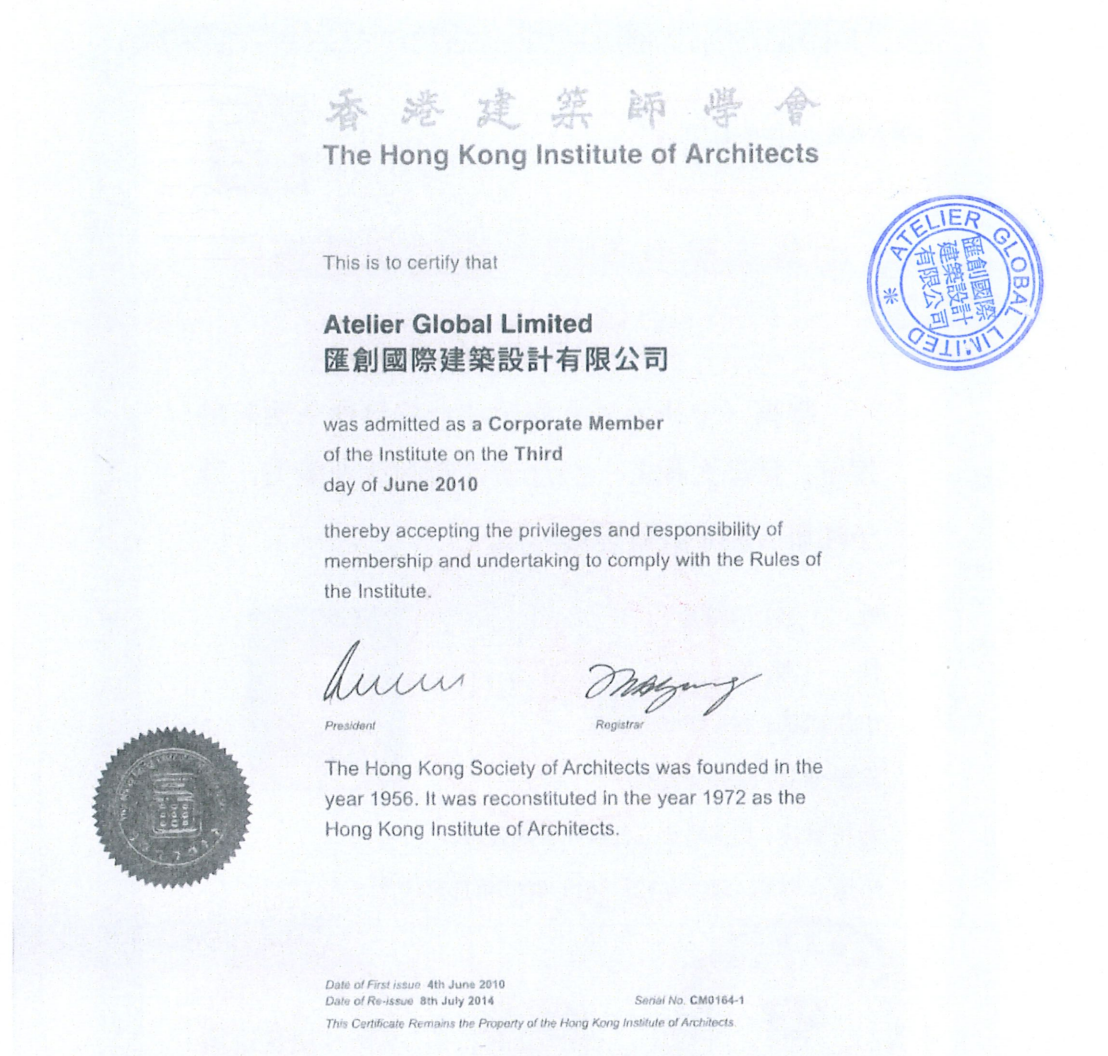 香港建築師學會
The Hong Kong Institute of Architects
ATELIER GLOBAL LIMITED
匯創國際
建築設計
有限公司
This is to certify that
Atelier Global Limited
匯創國際建築設計有限公司
was admitted as a Corporate Member
of the Institute on the Third
day of June 2010
thereby accepting the privileges and responsibility of
membership and undertaking to comply with the Rules of
the Institute.
President
Registrar
The Hong Kong Society of Architects was founded in the
year 1956. It was reconstituted in the year 1972 as the
Hong Kong Institute of Architects.
Date of First issue 4th June 2010
Date of Re-issue 8th July 2014
Serial No. CM0164-1
This Certificate Remains the Property of the Hong Kong Institute of Architects.